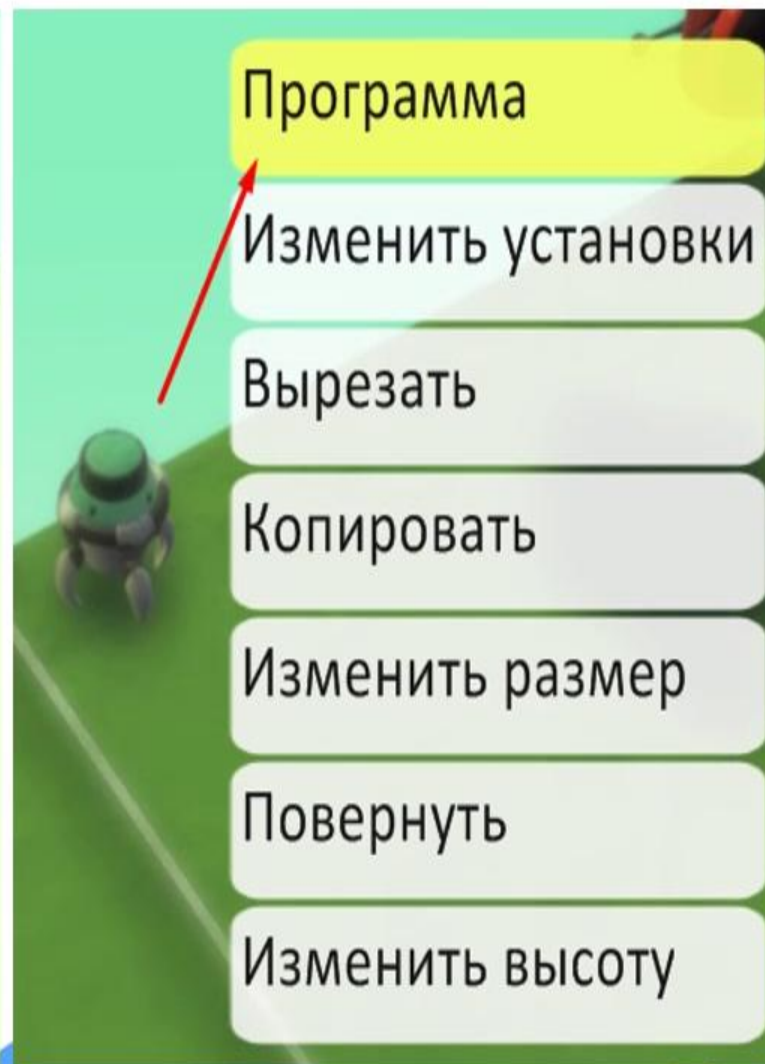 Программа
Изменить установки
Вырезать
Копировать
Изменить размер
Повернуть
Изменить высоту